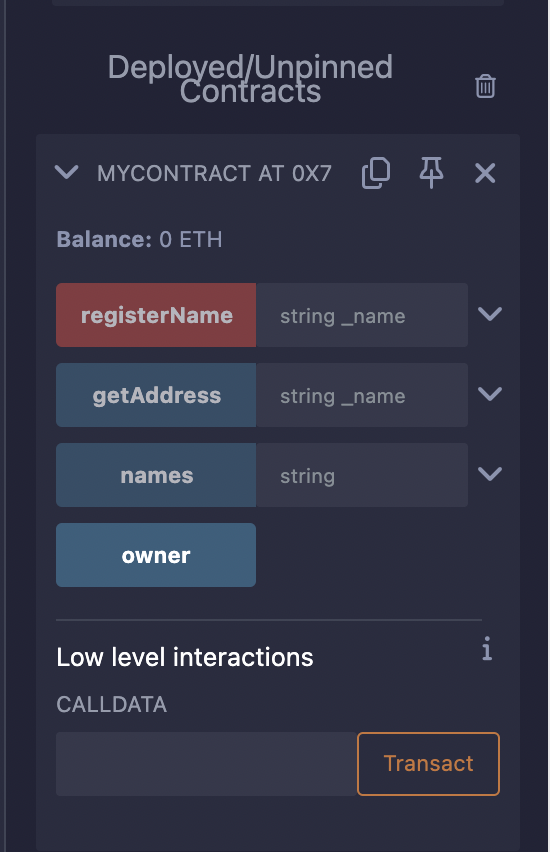 Deployed/Unpinned
Contracts
MYCONTRACT AT 0X7
Balance: 0 ETH
registerName string _name
getAddress string _name
names string
owner
Low level interactions
i
CALLDATA
Transact